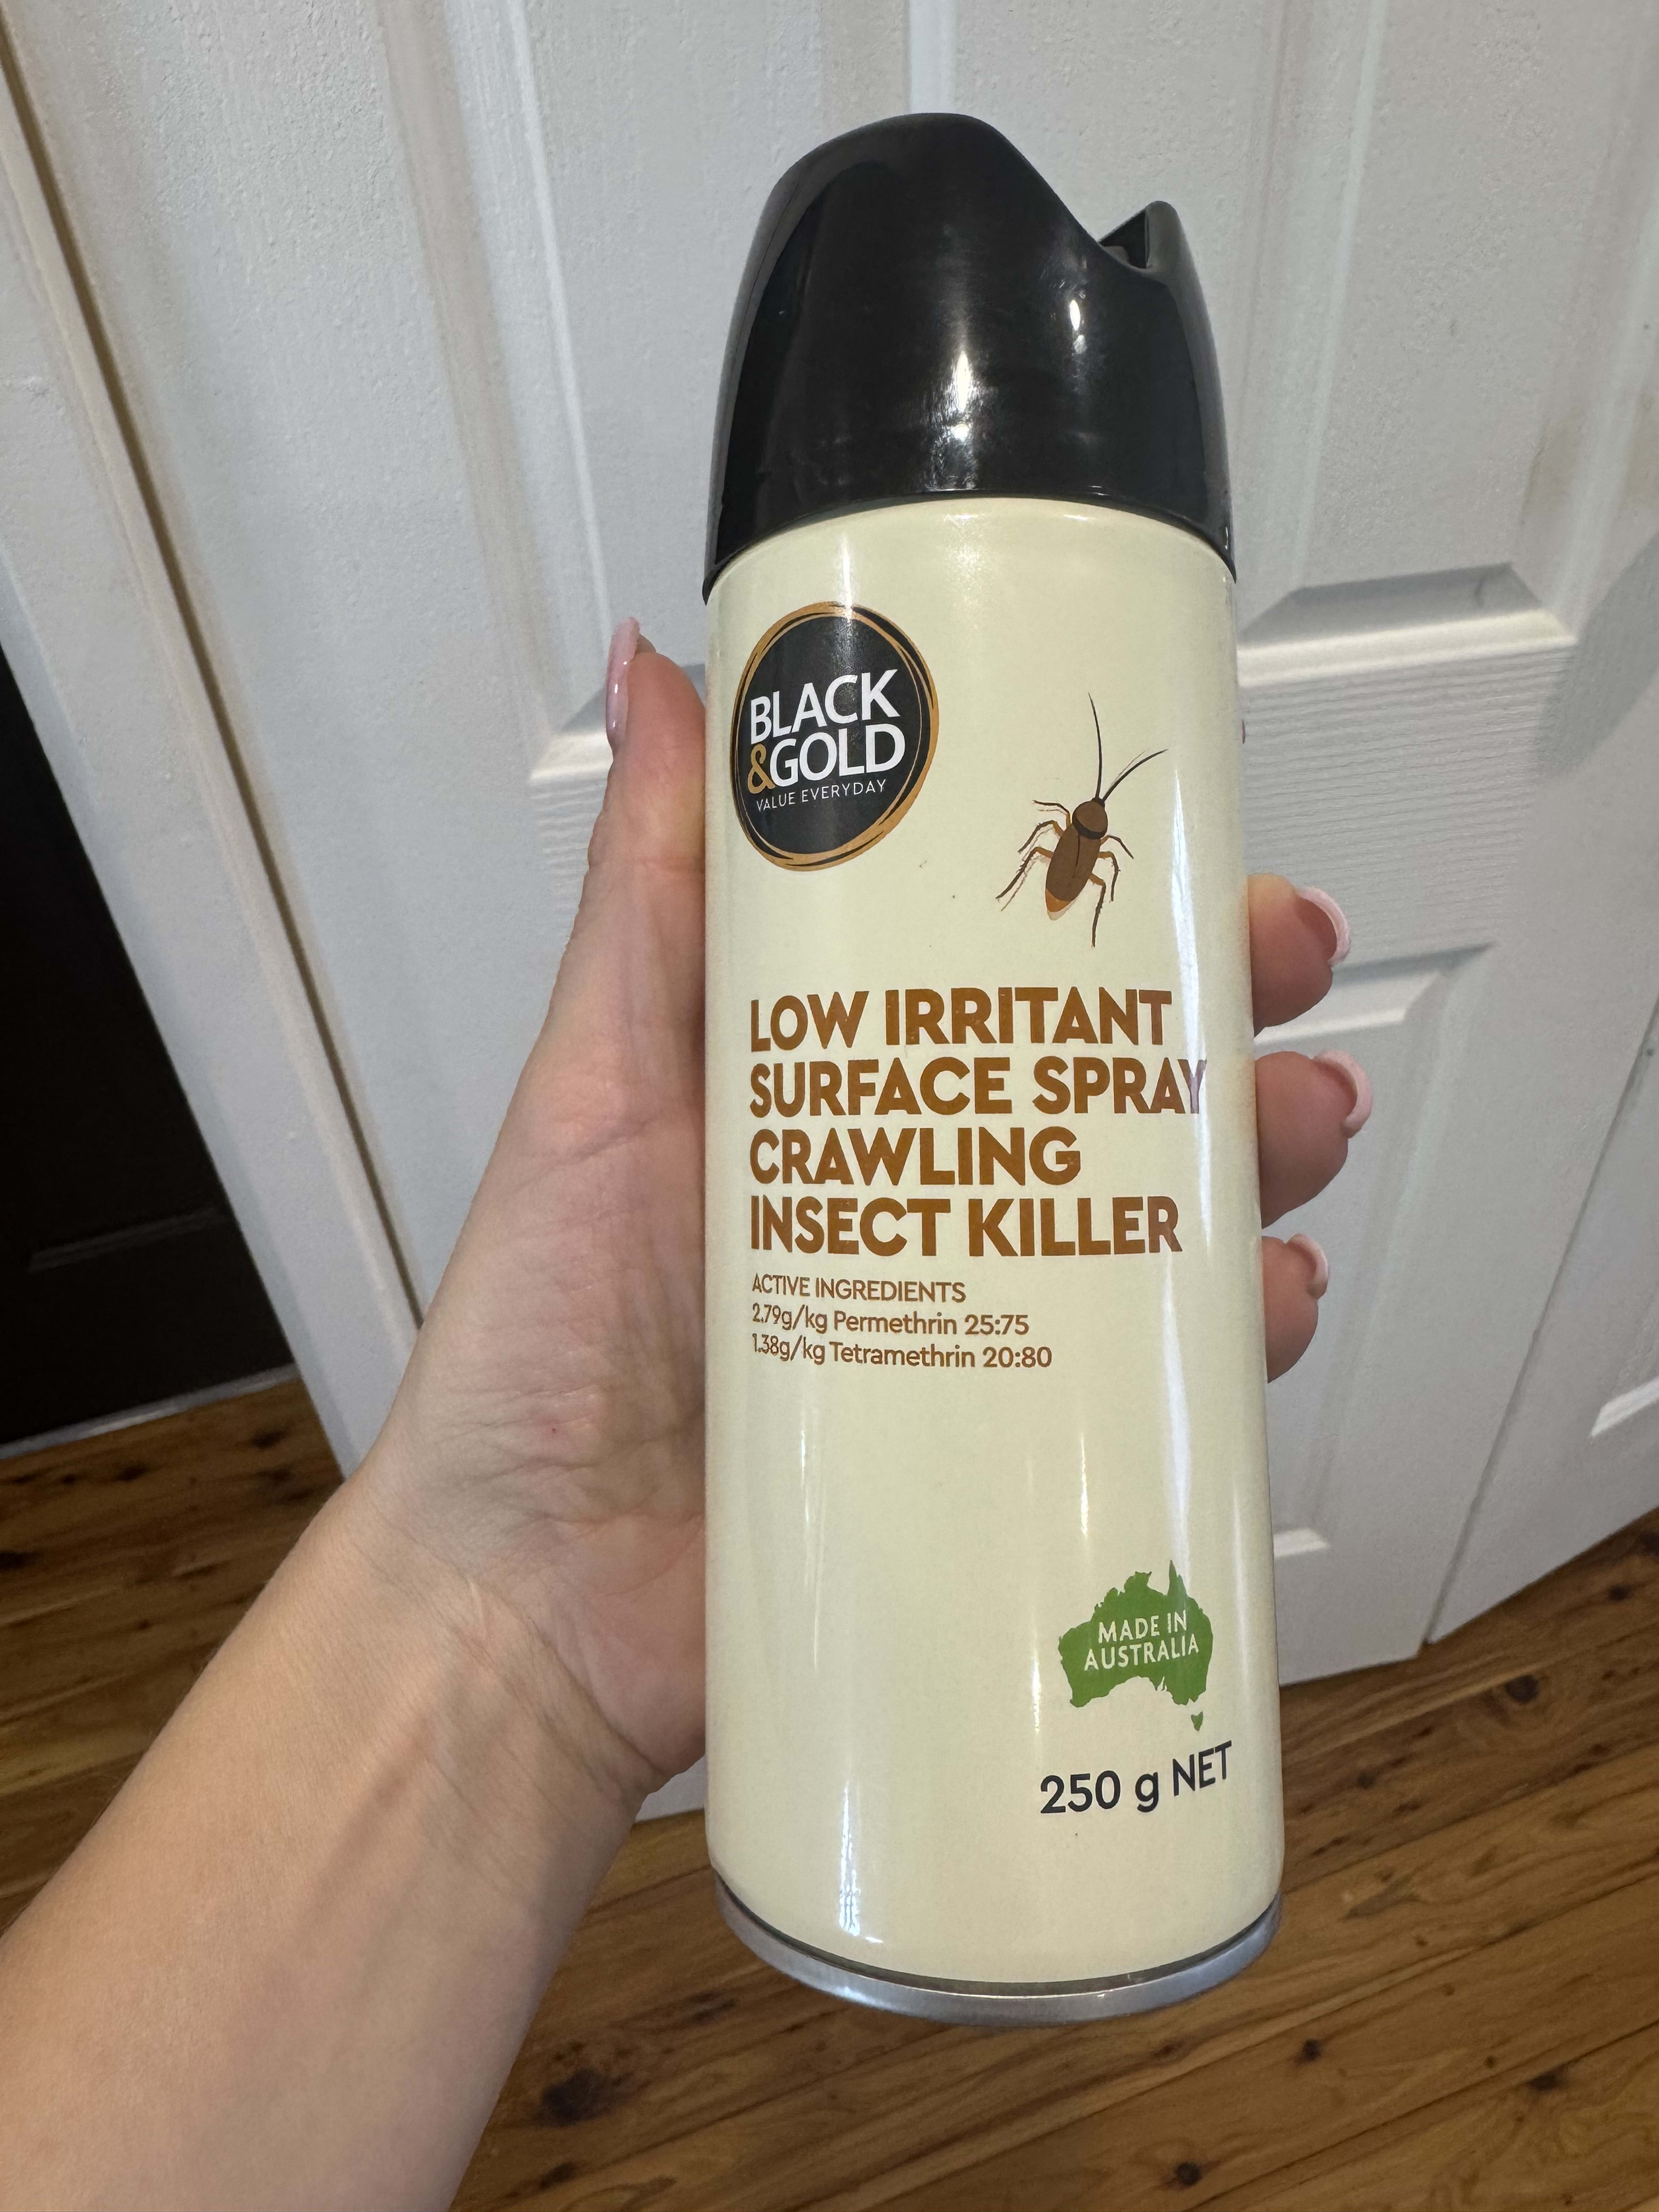 BLACK
&GOLD
VALUE EVERYDAY
LOW IRRITANT
SURFACE SPRAY
CRAWLING
INSECT KILLER
ACTIVE INGREDIENTS
2.79g/kg Permethrin 25:75
1.38g/kg Tetramethrin 20:80
MADE IN
AUSTRALIA
250 g NET